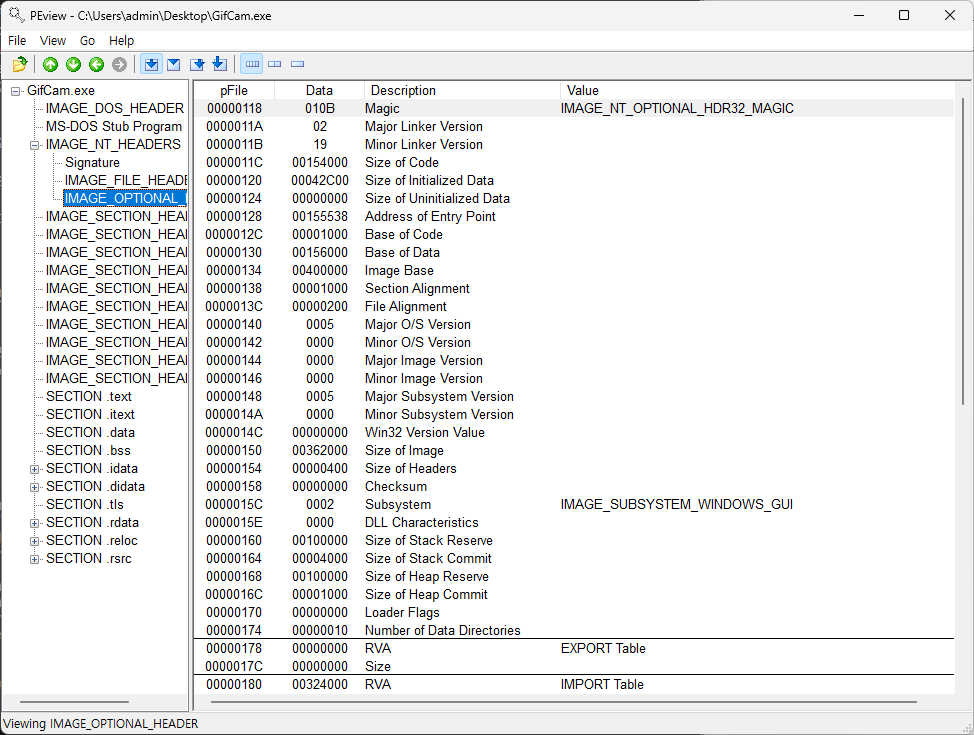 PEview - C:\Users\admin\Desktop\GifCam.exe
File View Go Help
GifCam.exe
IMAGE_DOS_HEADER
MS-DOS Stub Program
IMAGE_NT_HEADERS
Signature
IMAGE_FILE_HEADE
IMAGE_OPTIONAL_
IMAGE_SECTION_HEAI
IMAGE_SECTION_HEAI
IMAGE_SECTION_HEAI
IMAGE_SECTION_HEAI
IMAGE_SECTION_HEAI
IMAGE_SECTION_HEAI
IMAGE_SECTION_HEAI
IMAGE_SECTION_HEAI
IMAGE_SECTION_HEAI
IMAGE_SECTION_HEAI
SECTION .text
SECTION .itext
SECTION .data
SECTION .bss
SECTION .idata
SECTION .didata
SECTION .tls
SECTION .rdata
SECTION .reloc
SECTION .rsrc
pFile Data Description Value
00000118 010B Magic IMAGE_NT_OPTIONAL_HDR32_MAGIC
0000011A 02 Major Linker Version
0000011B 19 Minor Linker Version
0000011C 00154000 Size of Code
00000120 00042C00 Size of Initialized Data
00000124 00000000 Size of Uninitialized Data
00000128 00155538 Address of Entry Point
0000012C 00001000 Base of Code
00000130 00156000 Base of Data
00000134 00400000 Image Base
00000138 00001000 Section Alignment
0000013C 00000200 File Alignment
00000140 0005 Major O/S Version
00000142 0000 Minor O/S Version
00000144 0000 Major Image Version
00000146 0000 Minor Image Version
00000148 0005 Major Subsystem Version
0000014A 0000 Minor Subsystem Version
0000014C 00000000 Win32 Version Value
00000150 00362000 Size of Image
00000154 00000400 Size of Headers
00000158 00000000 Checksum
0000015C 0002 Subsystem IMAGE_SUBSYSTEM_WINDOWS_GUI
0000015E 0000 DLL Characteristics
00000160 00100000 Size of Stack Reserve
00000164 00004000 Size of Stack Commit
00000168 00100000 Size of Heap Reserve
0000016C 00001000 Size of Heap Commit
00000170 00000000 Loader Flags
00000174 00000010 Number of Data Directories
00000178 00000000 RVA EXPORT Table
0000017C 00000000 Size
00000180 00324000 RVA IMPORT Table
Viewing IMAGE_OPTIONAL_HEADER